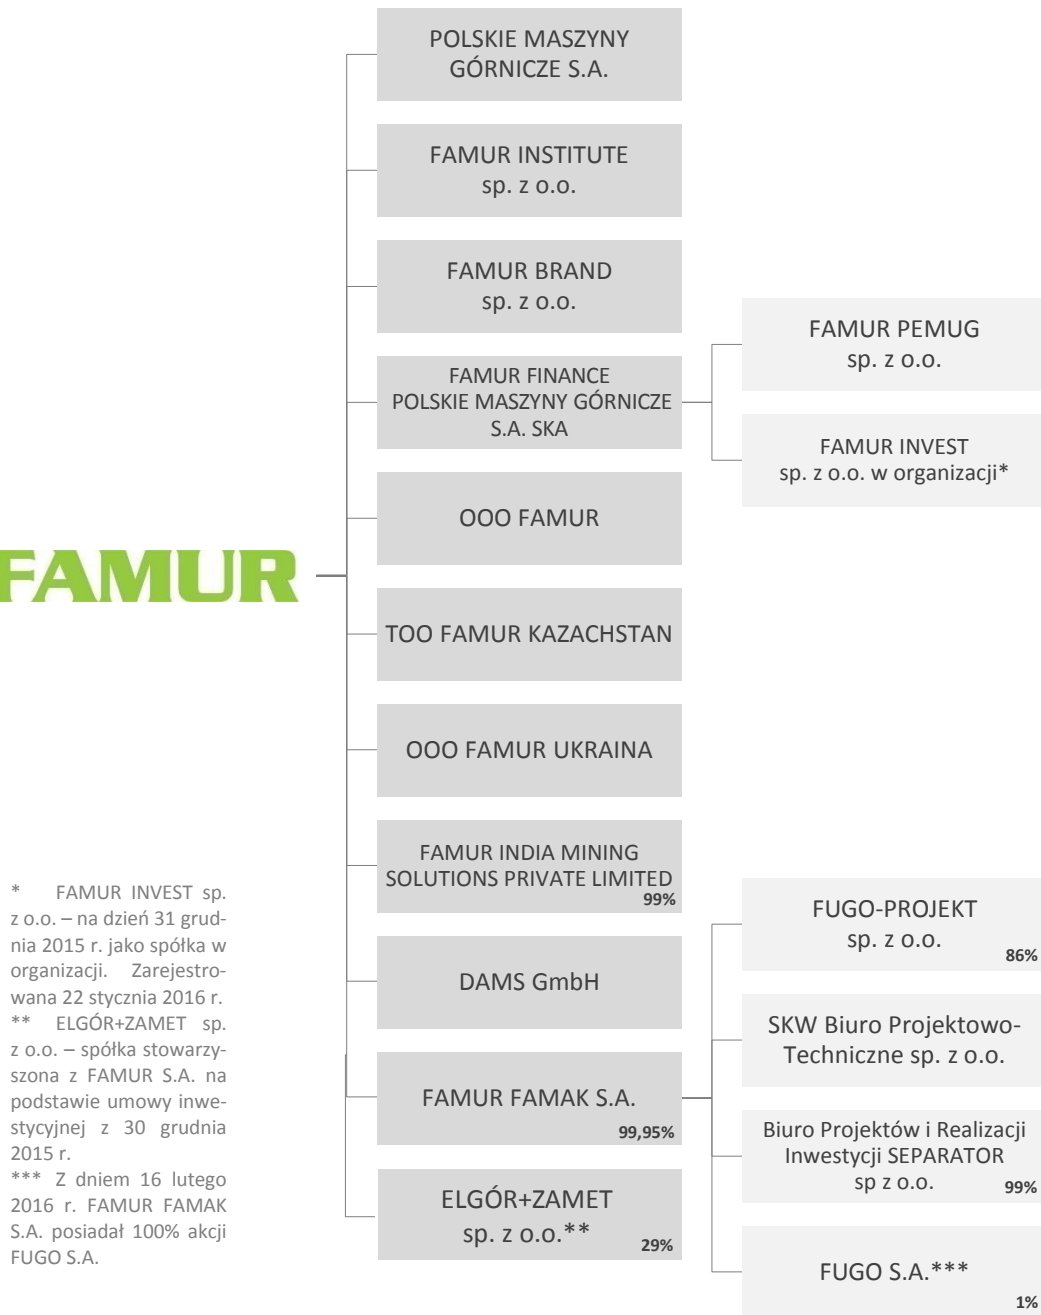 POLSKIE MASZYNY
GÓRNICZE S.A.
FAMUR INSTITUTE
sp. z o.o.
FAMUR BRAND
sp. z o.o.
FAMUR FINANCE
POLSKIE MASZYNY GÓRNICZE
S.A. SKA
FAMUR PEMUG
sp. z o.o.
FAMUR INVEST
sp. z o.o. w organizacji*
OOO FAMUR
FAMUR
TOO FAMUR KAZACHSTAN
OOO FAMUR UKRAINA
FAMUR INDIA MINING
SOLUTIONS PRIVATE LIMITED
99%
DAMS GmbH
FAMUR FAMAK S.A.
99,95%
ELGÓR+ZAMET
sp. z o.o.**
29%
FUGO-PROJEKT
sp. z o.o.
86%
SKW Biuro Projektowo-
Techniczne sp. z o.o.
Biuro Projektów i Realizacji
Inwestycji SEPARATOR
sp z o.o.
99%
FUGO S.A.***
1%
* FAMUR INVEST sp.
z o.o. – na dzień 31 grud-
nia 2015 r. jako spółka w
organizacji. Zarejestro-
wana 22 stycznia 2016 r.
** ELGÓR+ZAMET sp.
z o.o. – spółka stowarzy-
szona z FAMUR S.A. na
podstawie umowy inwe-
stycyjnej z 30 grudnia
2015 r.
*** Z dniem 16 lutego
2016 r. FAMUR FAMAK
S.A. posiadał 100% akcji
FUGO S.A.